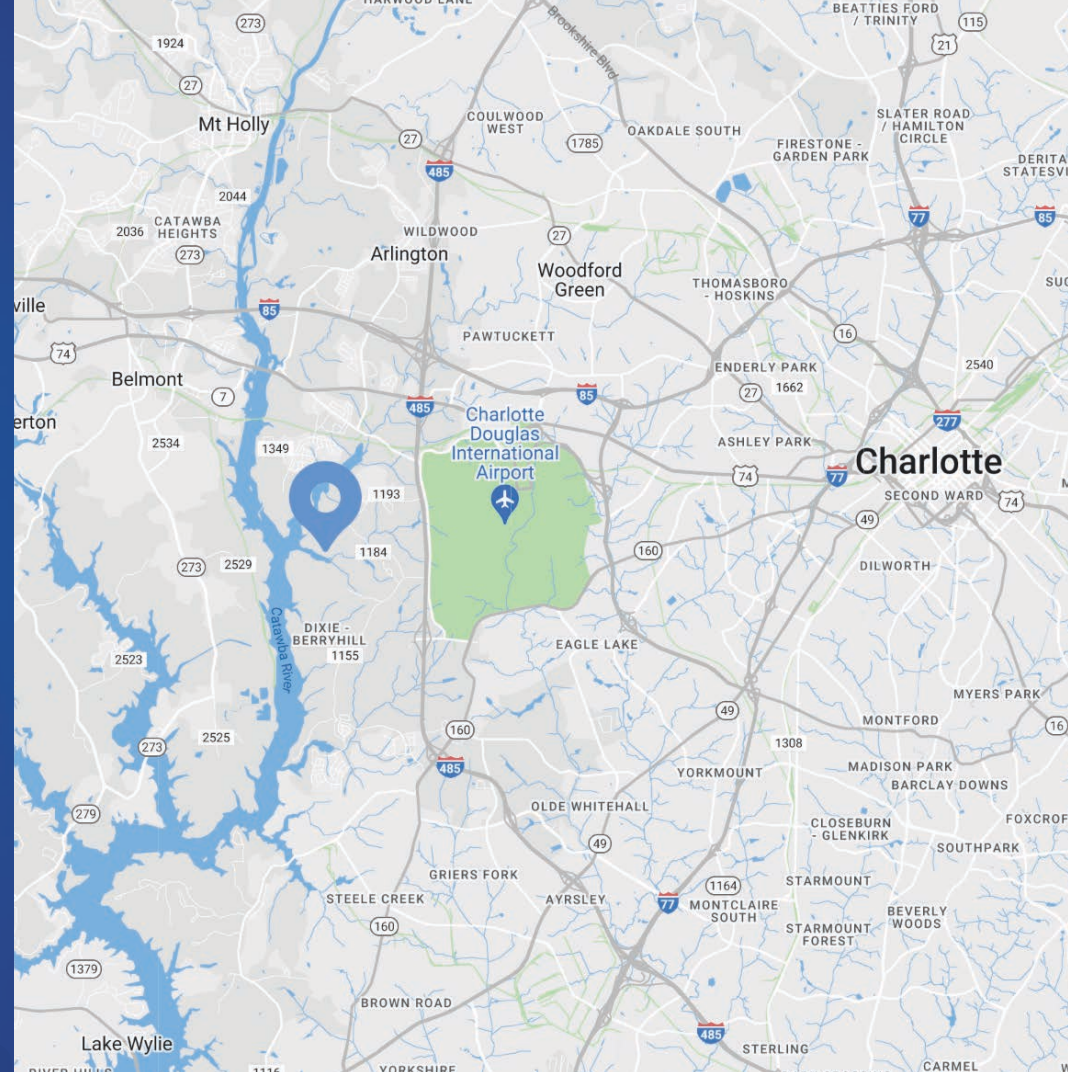 HARWOOD LANE
BEATTIES FORD
/ TRINITY
273
Brookshire Blvd
115
21
1924
27
Mt Holly
COULWOOD
WEST
27
1785
OAKDALE SOUTH
SLATER ROAD
/ HAMILTON
CIRCLE
FIRESTONE -
GARDEN PARK
DERITA
STATESVI
485
2044
77
85
CATAWBA
HEIGHTS
2036
273
WILDWOOD
27
Arlington
Woodford
Green
THOMASBORO
- HOSKINS
SUG
ville
85
PAWTUCKETT
16
74
Belmont
ENDERLY PARK
2540
27
1662
7
485
85
erton
Charlotte
Douglas
International
Airport
277
2534
1349
ASHLEY PARK
74
77
Charlotte
1193
SECOND WARD
74
49
1184
160
273
2529
DILWORTH
Catawba River
DIXIE -
BERRYHILL
1155
EAGLE LAKE
2523
MYERS PARK
49
MONTFORD
16
160
273
2525
1308
485
YORKMOUNT
MADISON PARK
BARCLAY DOWNS
279
OLDE WHITEHALL
CLOSEBURN
- GLENKIRK
FOXCROF
49
SOUTHPARK
GRIERS FORK
STEELE CREEK
AYRSLEY
77
1164
MONTCLAIRE
SOUTH
STARMOUNT
160
BEVERLY
WOODS
STARMOUNT
FOREST
1379
BROWN ROAD
485
Lake Wylie
STERLING
RIVER HILLS
1116
YORKSHIRE
CARMEL